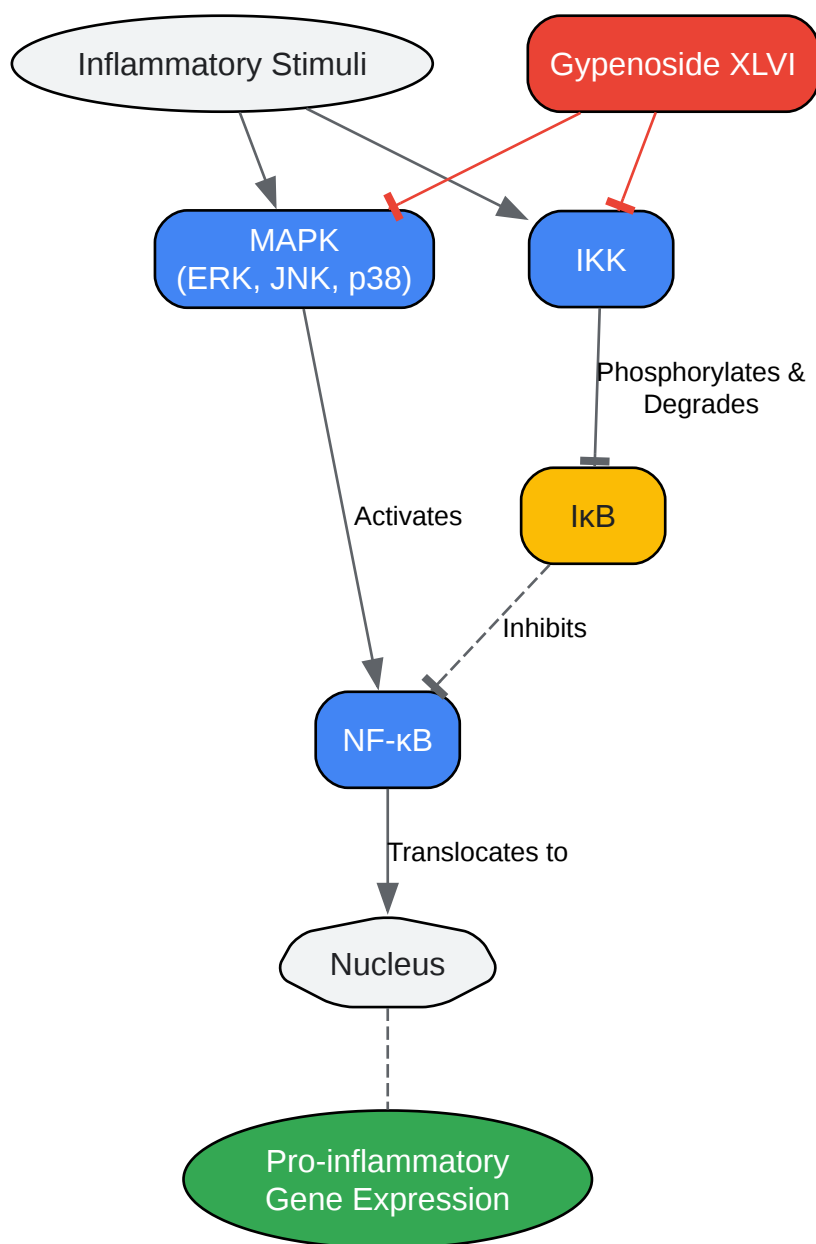 Inflammatory Stimuli
Gypenoside XLVI
MAPK
(ERK, JNK, p38)
IKK
Phosphorylates &
Degrades
Activates
IκB
Inhibits
NF-κB
Translocates to
Nucleus
Pro-inflammatory
Gene Expression